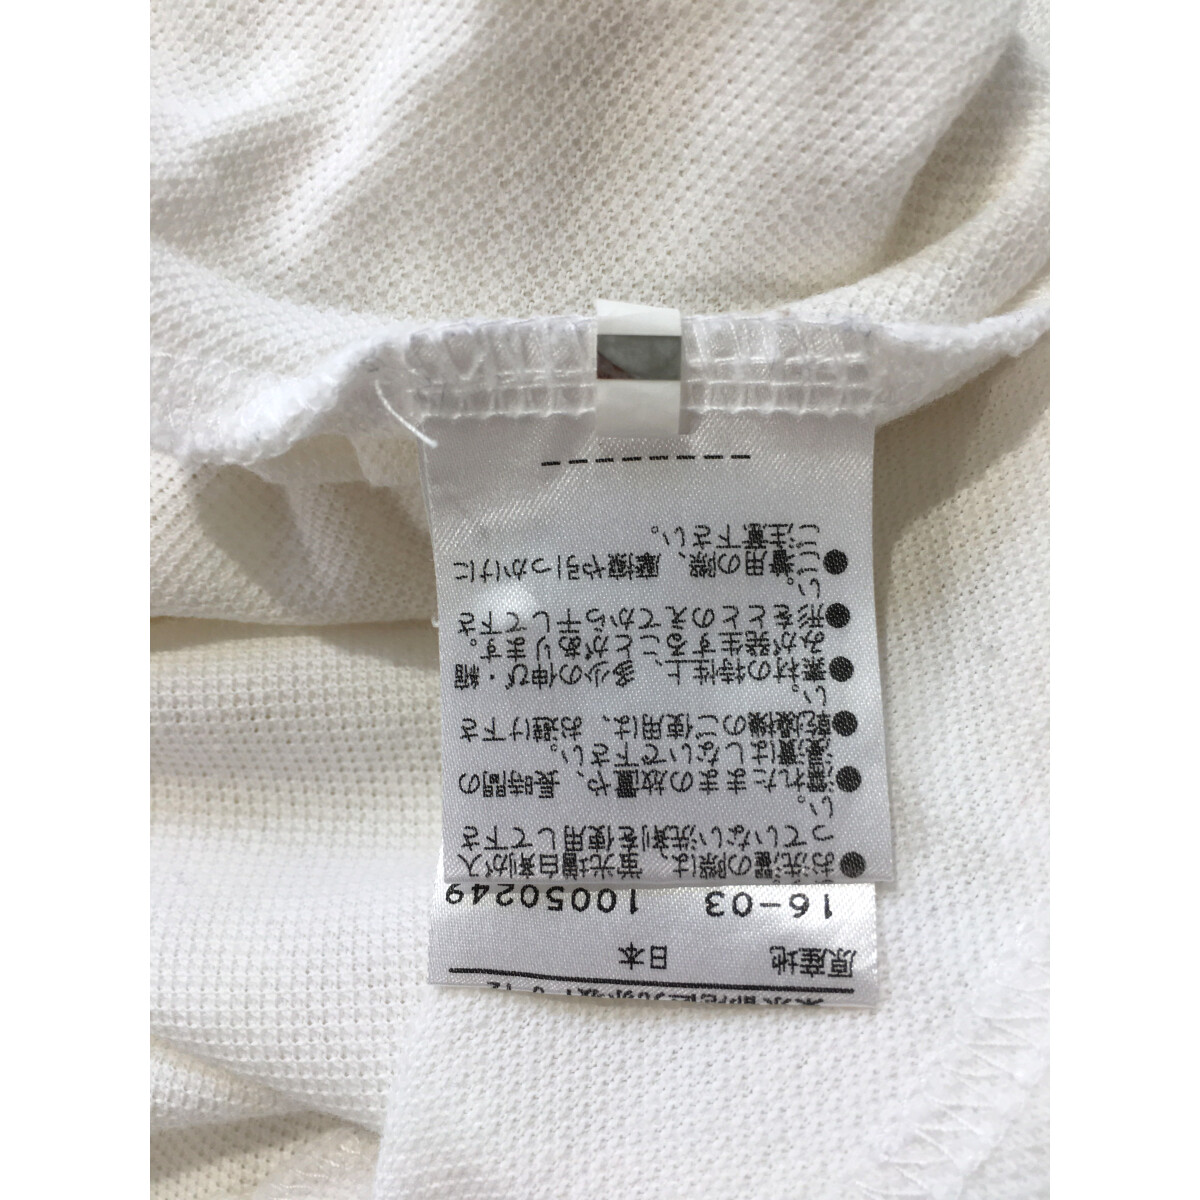 原産地 日本
16-03 10050249
●お洗濯の際は、蛍光増白剤が入
っていない洗剤を使用して下さ
い。
●濡れたままの放置や、長時間の
浸漬はしないで下さい。
●乾燥機のご使用は、お避け下さ
い。
●素材の特性上、多少の伸び・縮
みが発生することがあります。
●形をととのえてから干して下さ
い。
●ご着用の際、摩擦や引っかけに
ご注意下さい。
---------